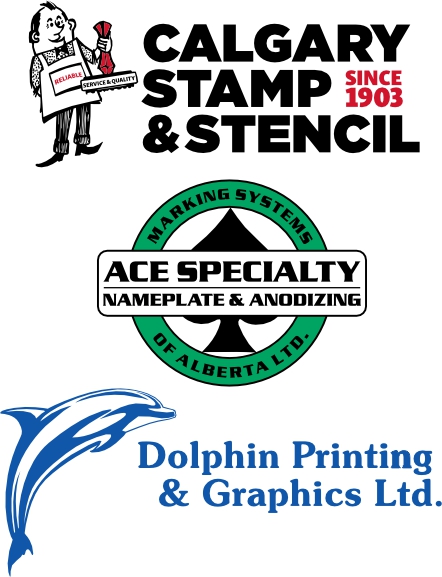 CALGARY
STAMP SINCE
1903
& STENCIL
RELIABLE
SERVICE & QUALITY
MARKING SYSTEMS
ACE SPECIALTY
NAMEPLATE & ANODIZING
OF ALBERTA LTD.
Dolphin Printing
& Graphics Ltd.